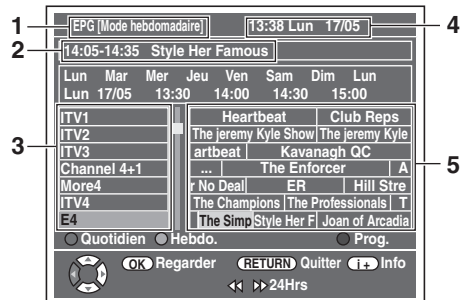 1 EPG [Mode hebdomadaire] 13:38 Lun 17/05 4
2 14:05-14:35 Style Her Famous
Lun Mar Mer Jeu Ven Sam Dim Lun
Lun 17/05 13:30 14:00 14:30 15:00
ITV1 Heartbeat Club Reps
ITV2 The jeremy Kyle Show The jeremy Kyle
3 ITV3 artbeat Kavanagh QC 5
Channel 4+1 ... The Enforcer A
More4 r No Deal ER Hill Stre
ITV4 The Champions The Professionals T
E4 The Simp Style Her F Joan of Arcadia
Quotidien Hebdo. Prog.
OK Regarder RETURN Quitter i+ Info
24Hrs